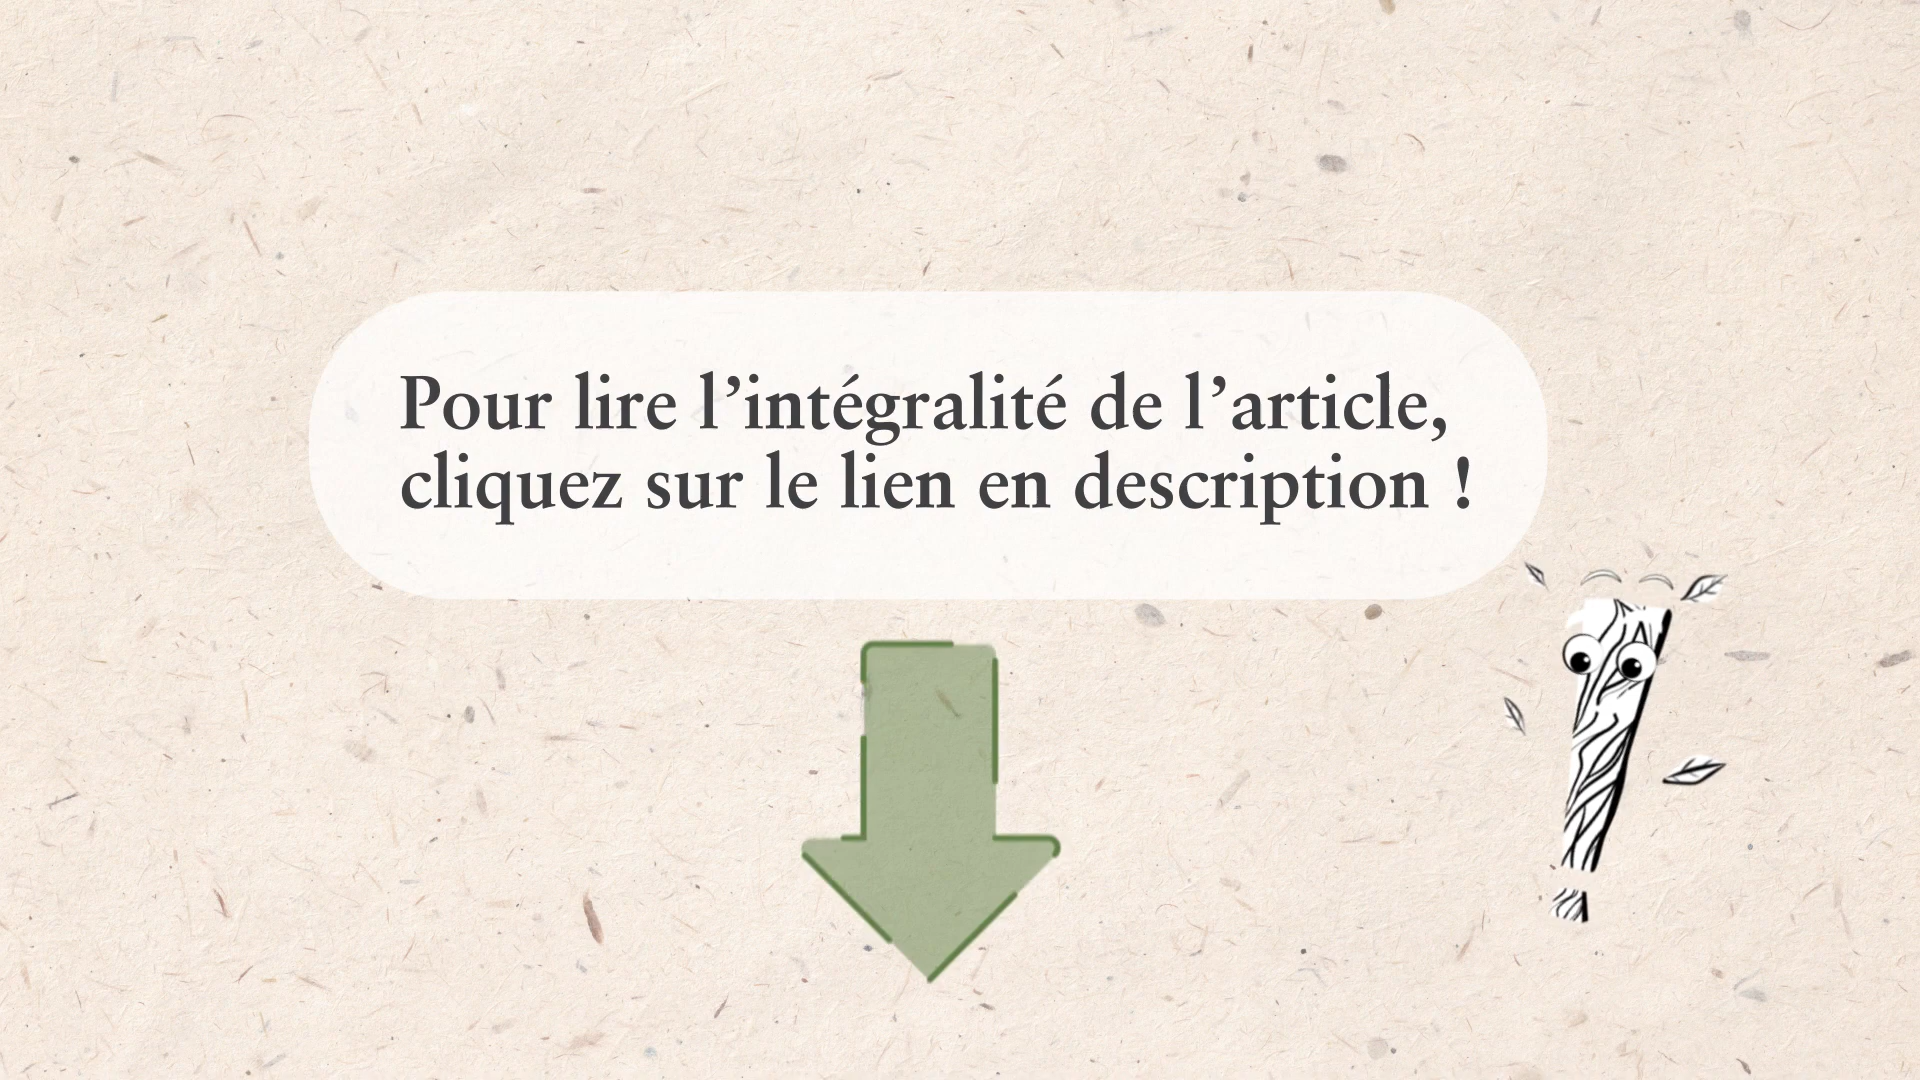 Pour lire l’intégralité de l’article,
cliquez sur le lien en description !